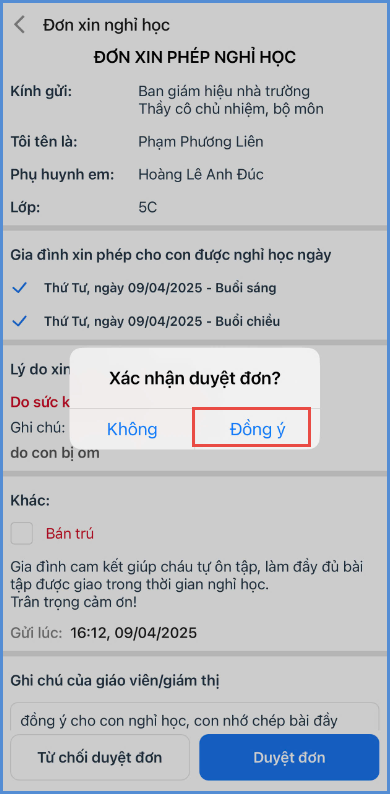 Đơn xin nghỉ học
ĐƠN XIN PHÉP NGHỈ HỌC
Kính gửi: Ban giám hiệu nhà trường
Thầy cô chủ nhiệm, bộ môn
Tôi tên là: Phạm Phương Liên
Phụ huynh em: Hoàng Lê Anh Đúc
Lớp: 5C
Gia đình xin phép cho con được nghỉ học ngày
Thứ Tư, ngày 09/04/2025 - Buổi sáng
Thứ Tư, ngày 09/04/2025 - Buổi chiều
Lý do xin
Do sức k
Xác nhận duyệt đơn?
Không Đồng ý
Ghi chú:
do con bị ốm
Khác:
Bán trú
Gia đình cam kết giúp cháu tự ôn tập, làm đầy đủ bài
tập được giao trong thời gian nghỉ học.
Trân trọng cảm ơn!
Gửi lúc: 16:12, 09/04/2025
Ghi chú của giáo viên/giám thị
đồng ý cho con nghỉ học, con nhớ chép bài đầy
Từ chối duyệt đơn Duyệt đơn